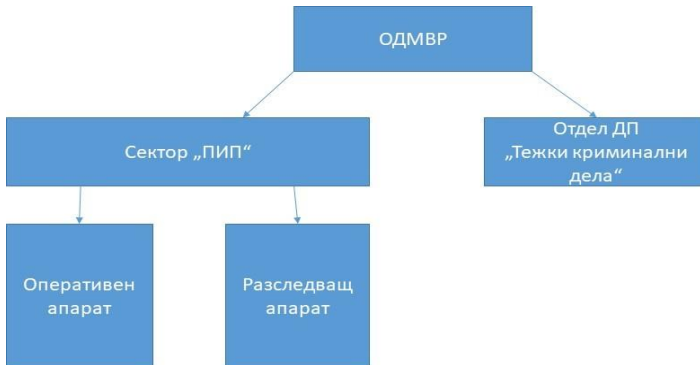 ОДМВР
Сектор „ПИП“
Отдел ДП
„Тежки криминални
дела“
Оперативен
апарат
Разследващ
апарат